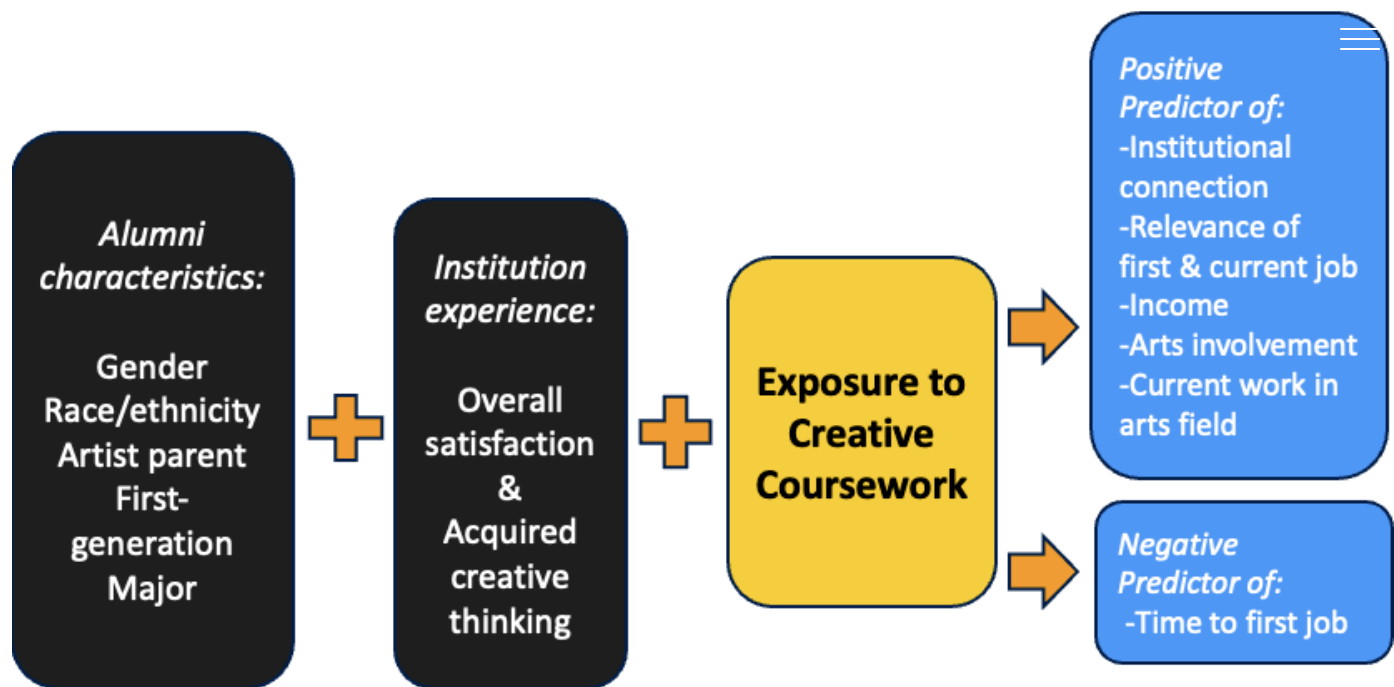 Alumni
characteristics:
Gender
Race/ethnicity
Artist parent
First-
generation
Major
Institution
experience:
Overall
satisfaction
&
Acquired
creative
thinking
Exposure to
Creative
Coursework
Positive
Predictor of:
-Institutional
connection
-Relevance of
first & current job
-Income
-Arts involvement
-Current work in
arts field
Negative
Predictor of:
-Time to first job